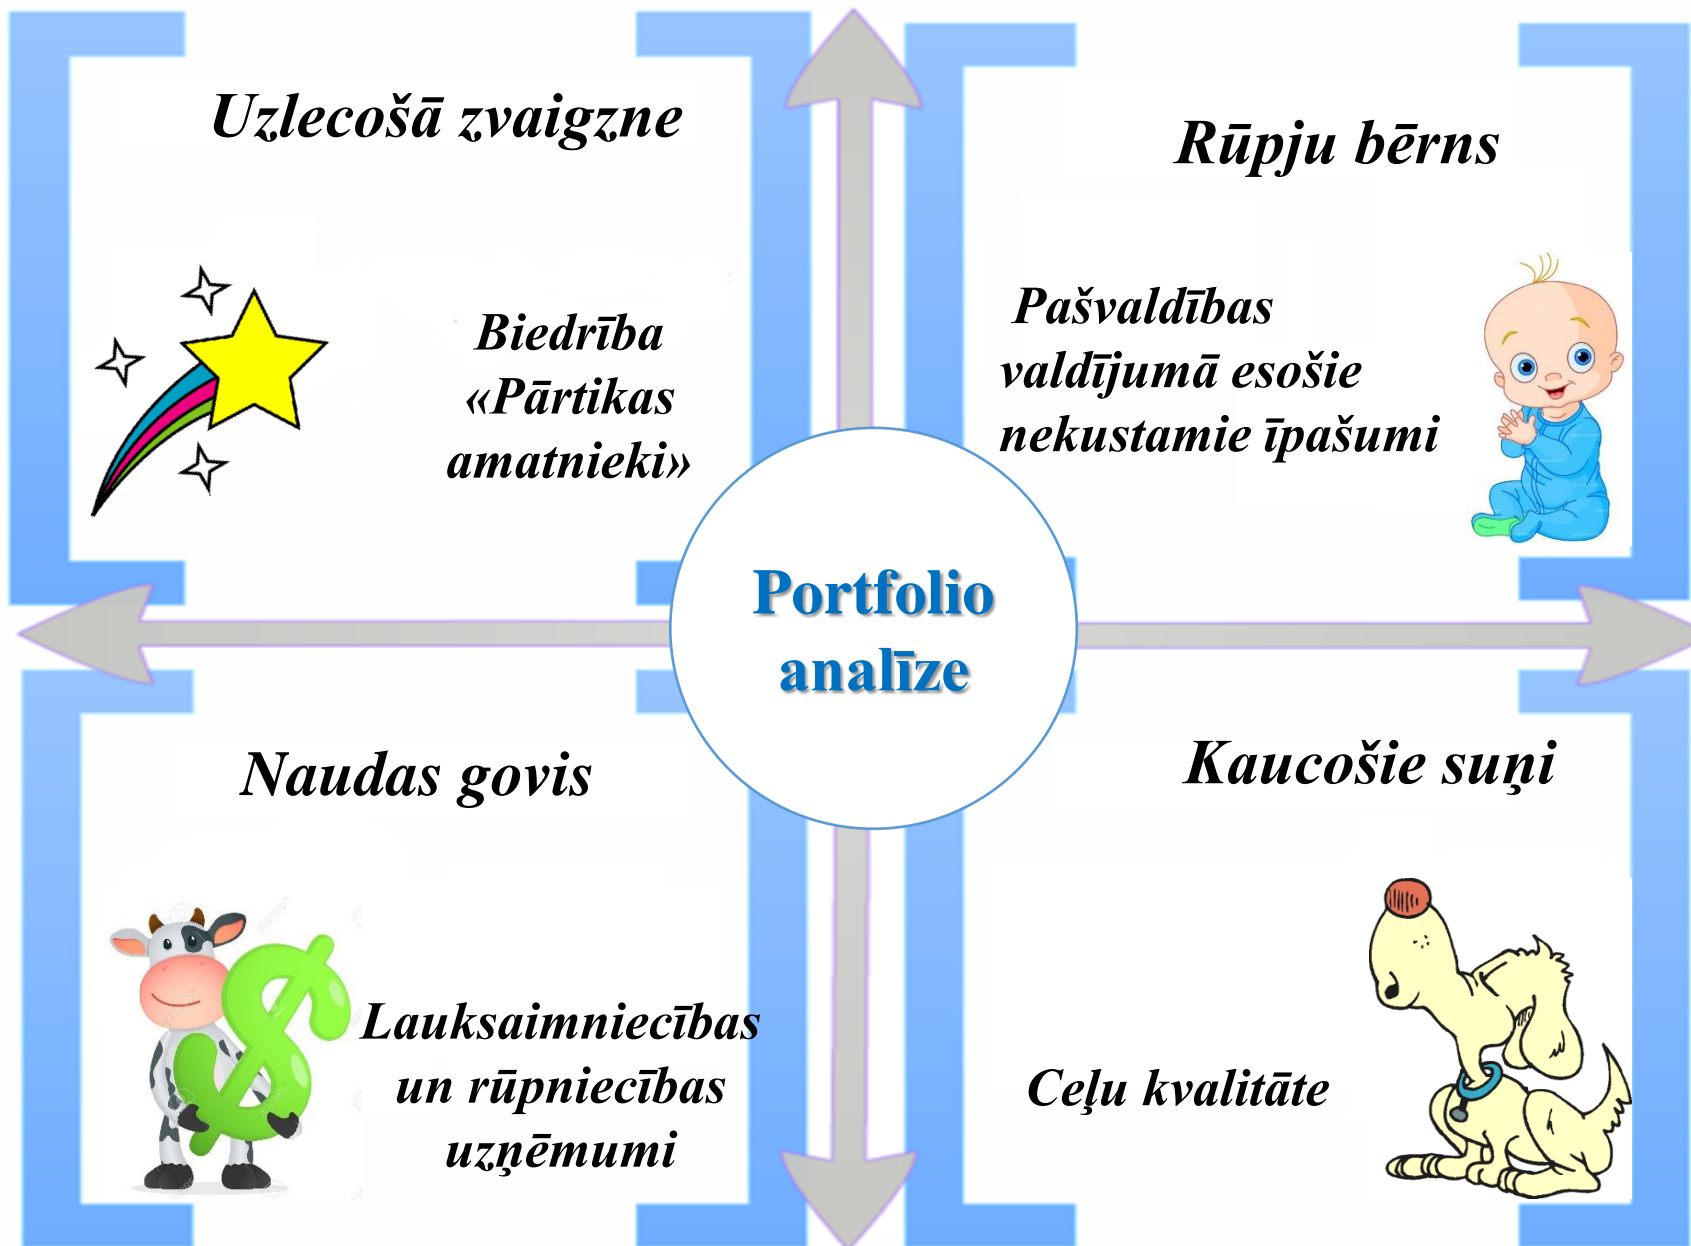 Uzlecošā zvaigzne
Biedrība
«Pārtikas
amatnieki»
Rūpju bērns
Pašvaldības
valdījumā esošie
nekustamie īpašumi
Portfolio
analīze
Naudas govis
Lauksaimniecības
un rūpniecības
uzņēmumi
Kaucošie suņi
Ceļu kvalitāte